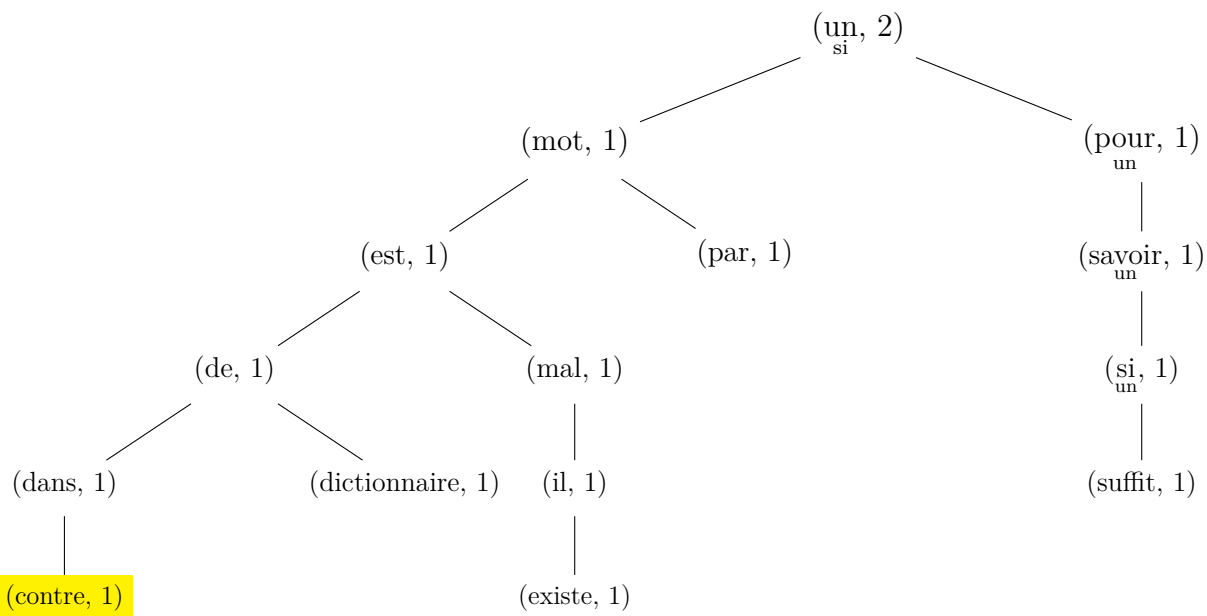 (un, 2)
si
(mot, 1) (pour, 1)
un
(est, 1) (par, 1) (savoir, 1)
un
(de, 1) (mal, 1) (si, 1)
un
(dans, 1) (dictionnaire, 1) (il, 1) (suffit, 1)
(contre, 1) (existe, 1)